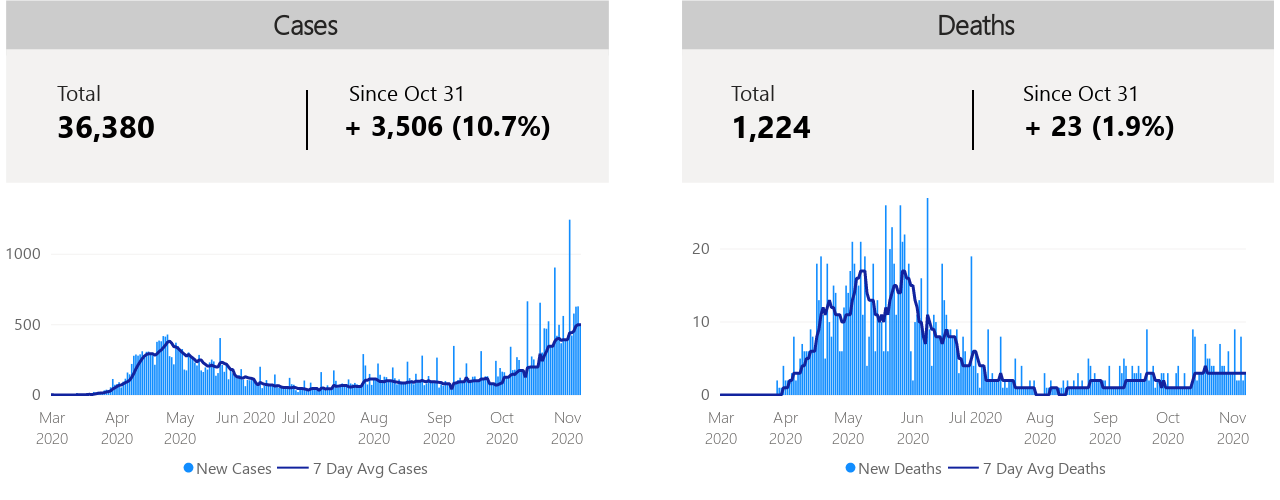 Cases
Total
36,380
Since Oct 31
+ 3,506 (10.7%)
1000
500
0
Mar 2020
Apr 2020
May 2020
Jun 2020
Jul 2020
Aug 2020
Sep 2020
Oct 2020
Nov 2020
New Cases
7 Day Avg Cases
Deaths
Total
1,224
Since Oct 31
+ 23 (1.9%)
20
10
0
Mar 2020
Apr 2020
May 2020
Jun 2020
Jul 2020
Aug 2020
Sep 2020
Oct 2020
Nov 2020
New Deaths
7 Day Avg Deaths